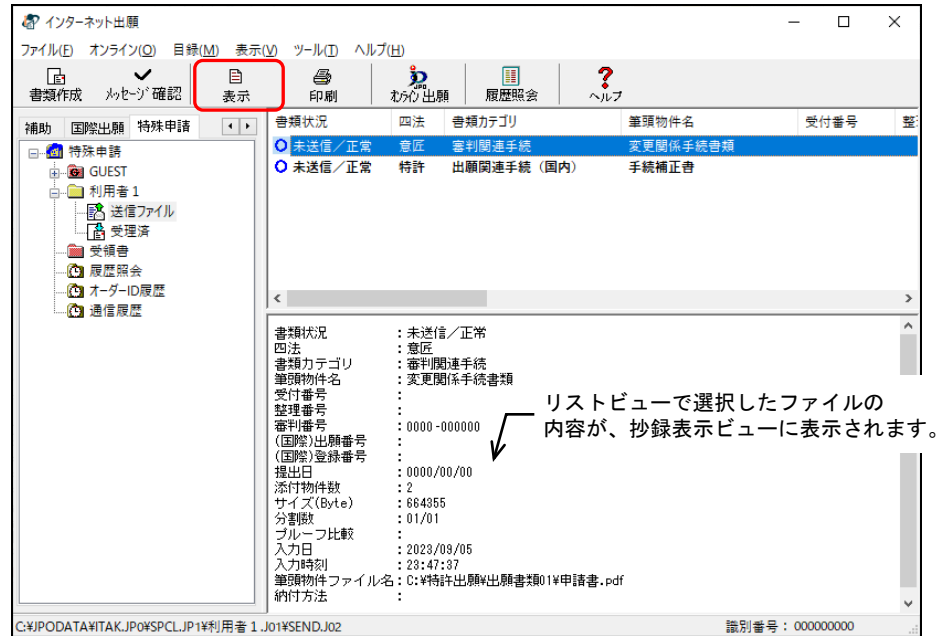 インターネット出願
ファイル(F) オンライン(O) 目録(M) 表示(V) ツール(T) ヘルプ(H)
書類作成 メッセージ確認 表示 印刷 オンライン出願 履歴照会 ヘルプ
補助 国際出願 特殊申請
特殊申請
GUEST
利用者1
送信ファイル
受理済
受領書
履歴照会
オーダーID履歴
通信履歴
書類状況 四法 書類カテゴリ 筆頭物件名 受付番号 整
未送信/正常 意匠 審判関連手続 変更関係手続書類
未送信/正常 特許 出願関連手続(国内) 手続補正書
書類状況 :未送信/正常
四法 :意匠
書類カテゴリ :審判関連手続
筆頭物件名 :変更関係手続書類
受付番号 :
整理番号 :
審判番号 :0000-000000
(国際)出願番号 :
(国際)登録番号 :
提出日 :0000/00/00
添付物件数 :2
サイズ(Byte) :664355
分割数 :01/01
プルーフ比較 :
入力日 :2023/09/05
入力時刻 :23:47:37
筆頭物件ファイル名:C:¥特許出願¥出願書類01¥申請書.pdf
納付方法 :
リストビューで選択したファイルの
内容が、抄録表示ビューに表示されます。
C:¥JPODATA¥ITAK.JP0¥SPCL.JP1¥利用者1.J01¥SEND.J02 識別番号:000000000